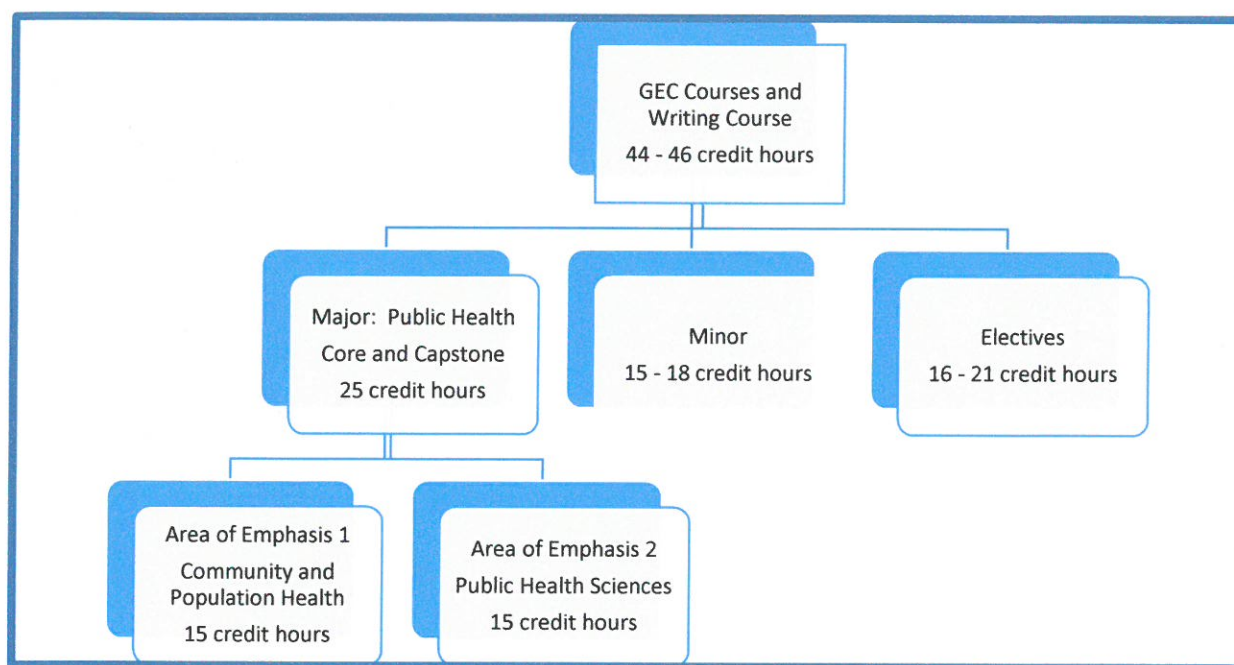 GEC Courses and
Writing Course
44 - 46 credit hours
Major: Public Health
Core and Capstone
25 credit hours
Minor
15 - 18 credit hours
Electives
16 - 21 credit hours
Area of Emphasis 1
Community and
Population Health
15 credit hours
Area of Emphasis 2
Public Health Sciences
15 credit hours